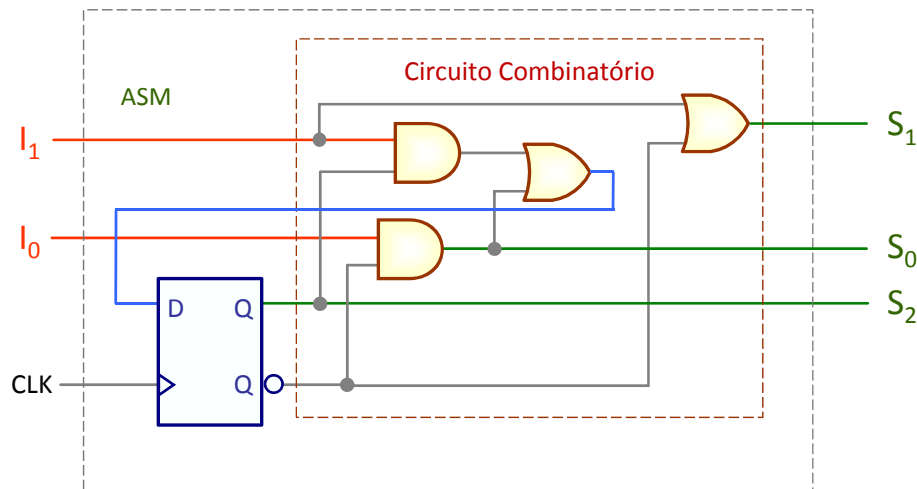 Circuito Combinatório
ASM
I₁
S₁
I₀
S₀
D Q
S₂
CLK
Q